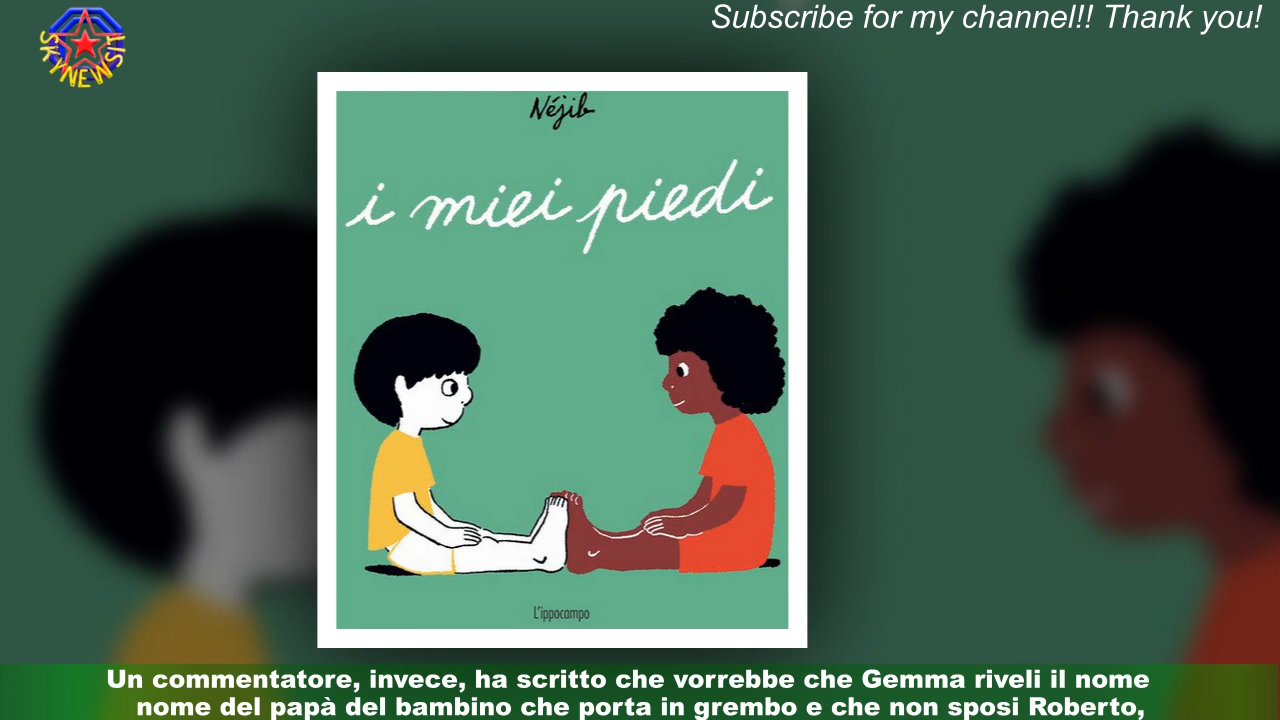 Subscribe for my channel!! Thank you!
SKYNEWSLIST
Néjib
i miei piedi
L'ippocampo
Un commentatore, invece, ha scritto che vorrebbe che Gemma riveli il nome
nome del papà del bambino che porta in grembo e che non sposi Roberto,